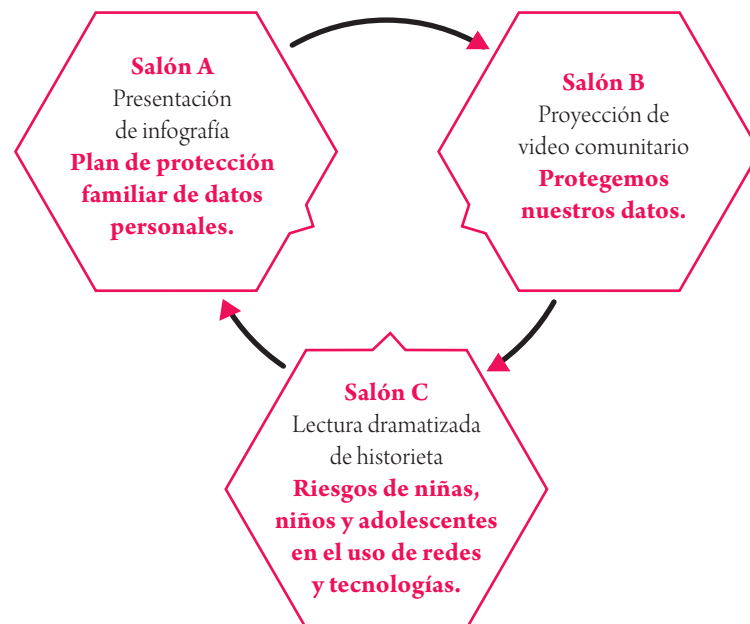 Salón A
Presentación
de infografía
Plan de protección
familiar de datos
personales.
Salón B
Proyección de
video comunitario
Protegemos
nuestros datos.
Salón C
Lectura dramatizada
de historieta
Riesgos de niñas,
niños y adolescentes
en el uso de redes
y tecnologías.